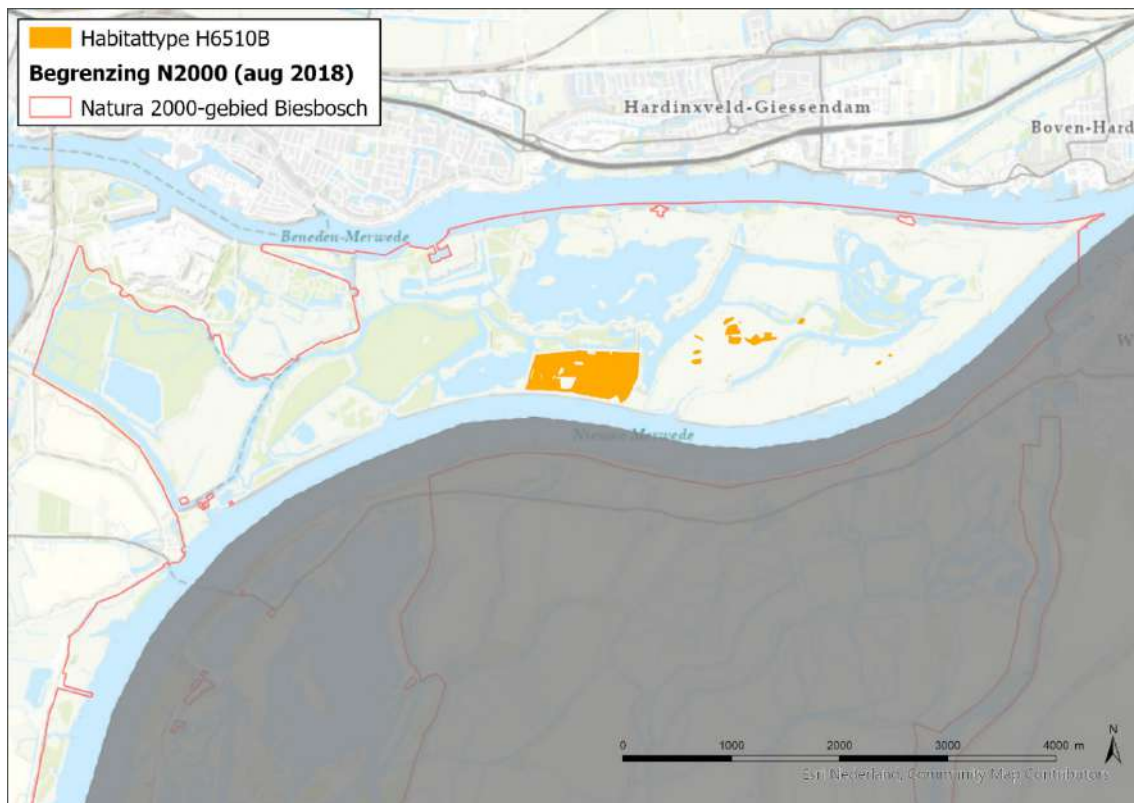 Habitattype H6510B
Begrenzing N2000 (aug 2018)
Natura 2000-gebied Biesbosch
Hardinxveld-Giessendam
Boven-Hard
Beneden-Merwede
W
Nieuwe Merwede
N
0 1000 2000 3000 4000 m
Esri Nederland, Community Map Contributors